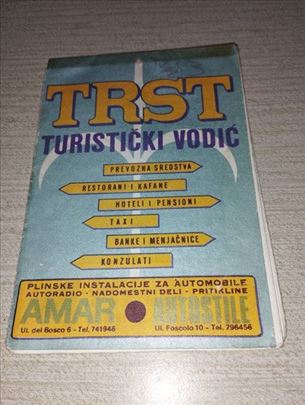 TRST
TURISTIČKI VODIČ
PREVOZNA SREDSTVA
RESTORANI I KAFANE
HOTELI I PENSIONI
TAXI
BANKE I MENJAČNICE
KONZULATI
PLINSKE INSTALACIJE ZA AUTOMOBILE
AUTORADIO - NADOMESTNI DELI - PRITIKLINE
AMAR AUTOSTILE
Ul. del Bosco 6 - Tel. 741946 Ul. Foscolo 10 - Tel. 796456